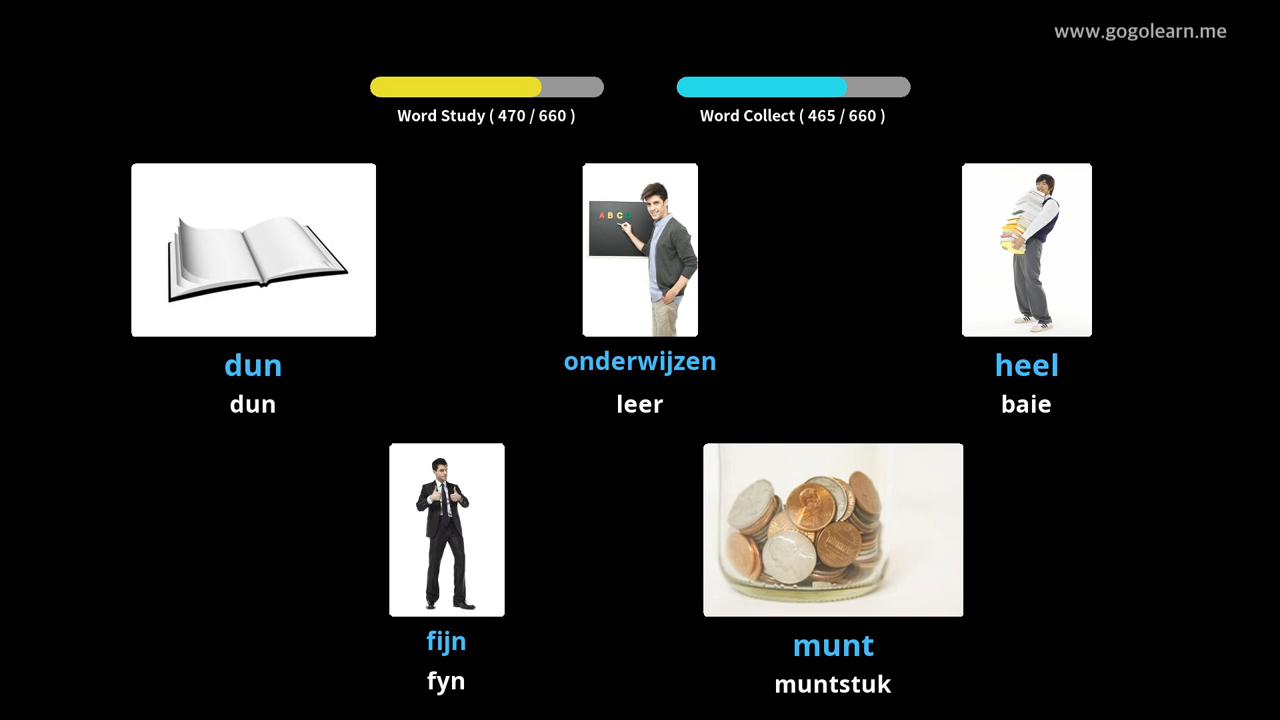 www.gogolearn.me
Word Study ( 470 / 660 )
Word Collect ( 465 / 660 )
A B C D
dun
dun
onderwijzen
leer
heel
baie
fijn
fyn
munt
muntstuk